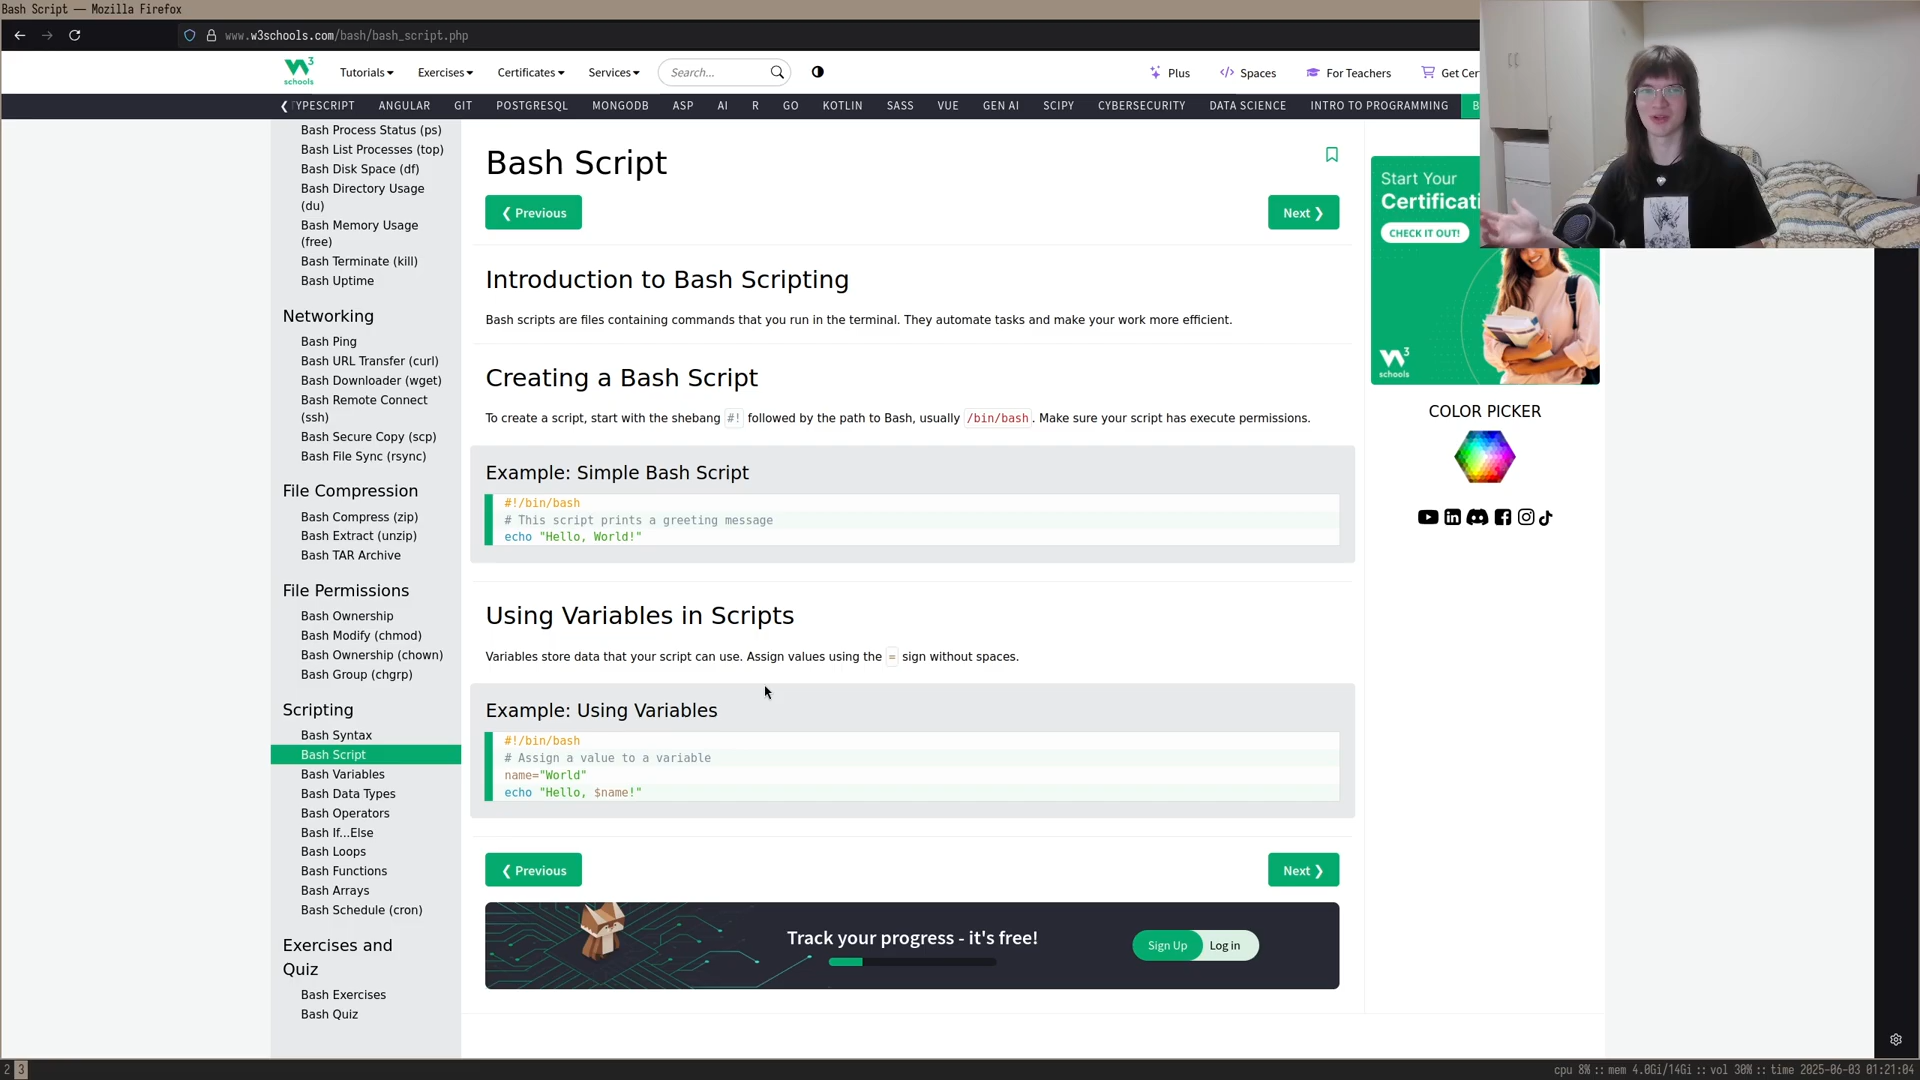 Bash Script — Mozilla Firefox
www.w3schools.com/bash/bash_script.php
W3 schools
Tutorials
Exercises
Certificates
Services
Search...
Plus
Spaces
For Teachers
Get Cer
TYPESCRIPT ANGULAR GIT POSTGRESQL MONGODB ASP AI R GO KOTLIN SASS VUE GEN AI SCIPY CYBERSECURITY DATA SCIENCE INTRO TO PROGRAMMING B
Bash Process Status (ps)
Bash List Processes (top)
Bash Disk Space (df)
Bash Directory Usage
(du)
Bash Memory Usage
(free)
Bash Terminate (kill)
Bash Uptime
Networking
Bash Ping
Bash URL Transfer (curl)
Bash Downloader (wget)
Bash Remote Connect
(ssh)
Bash Secure Copy (scp)
Bash File Sync (rsync)
File Compression
Bash Compress (zip)
Bash Extract (unzip)
Bash TAR Archive
File Permissions
Bash Ownership
Bash Modify (chmod)
Bash Ownership (chown)
Bash Group (chgrp)
Scripting
Bash Syntax
Bash Script
Bash Variables
Bash Data Types
Bash Operators
Bash If...Else
Bash Loops
Bash Functions
Bash Arrays
Bash Schedule (cron)
Exercises and
Quiz
Bash Exercises
Bash Quiz
Bash Script
❮ Previous
Next ❯
Introduction to Bash Scripting
Bash scripts are files containing commands that you run in the terminal. They automate tasks and make your work more efficient.
Creating a Bash Script
To create a script, start with the shebang #! followed by the path to Bash, usually /bin/bash. Make sure your script has execute permissions.
Example: Simple Bash Script
#!/bin/bash
# This script prints a greeting message
echo "Hello, World!"
Using Variables in Scripts
Variables store data that your script can use. Assign values using the = sign without spaces.
Example: Using Variables
#!/bin/bash
# Assign a value to a variable
name="World"
echo "Hello, $name!"
❮ Previous
Next ❯
Track your progress - it's free!
Sign Up
Log in
Start Your
Certificati
CHECK IT OUT!
W3 schools
COLOR PICKER
2 3
cpu 8% :: mem 4.0Gi/14Gi :: vol 30% :: time 2025-06-03 01:21:04